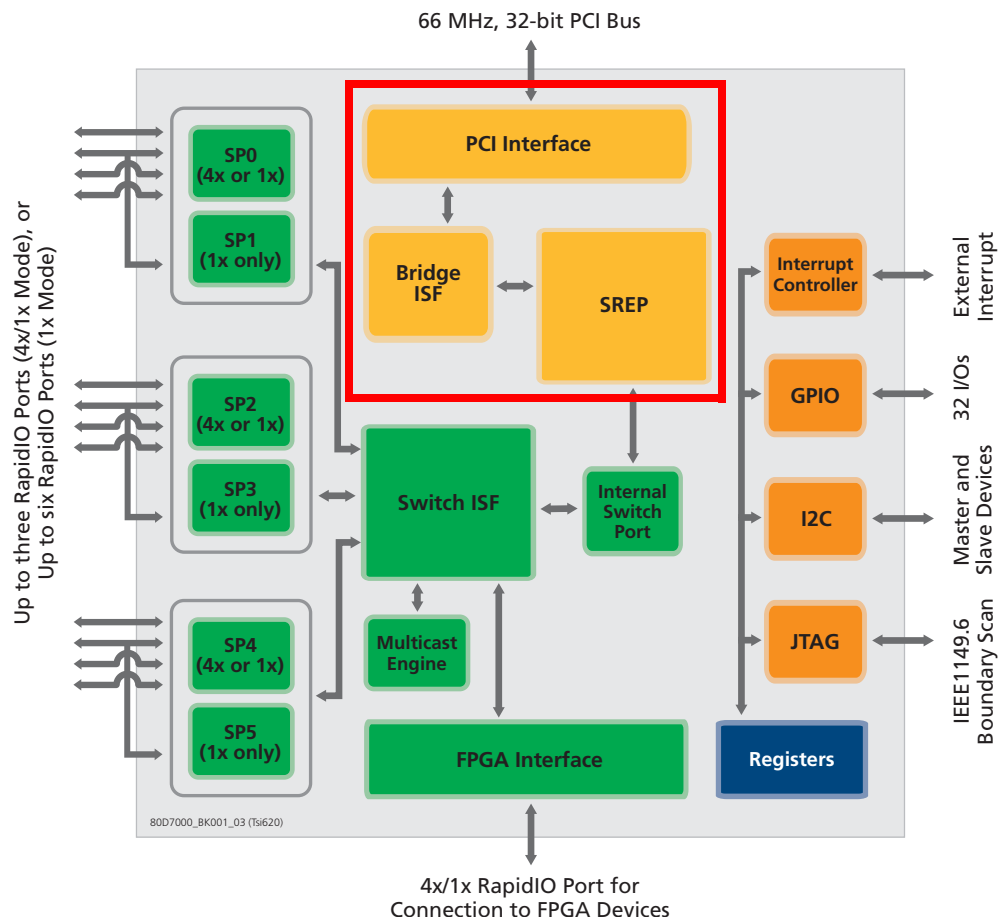 66 MHz, 32-bit PCI Bus
PCI Interface
Bridge
ISF
SREP
SP0
(4x or 1x)
SP1
(1x only)
SP2
(4x or 1x)
SP3
(1x only)
SP4
(4x or 1x)
SP5
(1x only)
Up to three RapidIO Ports (4x/1x Mode), or
Up to six RapidIO Ports (1x Mode)
Switch ISF
Internal
Switch
Port
Multicast
Engine
FPGA Interface
Interrupt
Controller
GPIO
I2C
JTAG
Registers
External
Interrupt
32 I/Os
Master and
Slave Devices
IEEE1149.6
Boundary Scan
80D7000_BK001_03 (Tsi620)
4x/1x RapidIO Port for
Connection to FPGA Devices